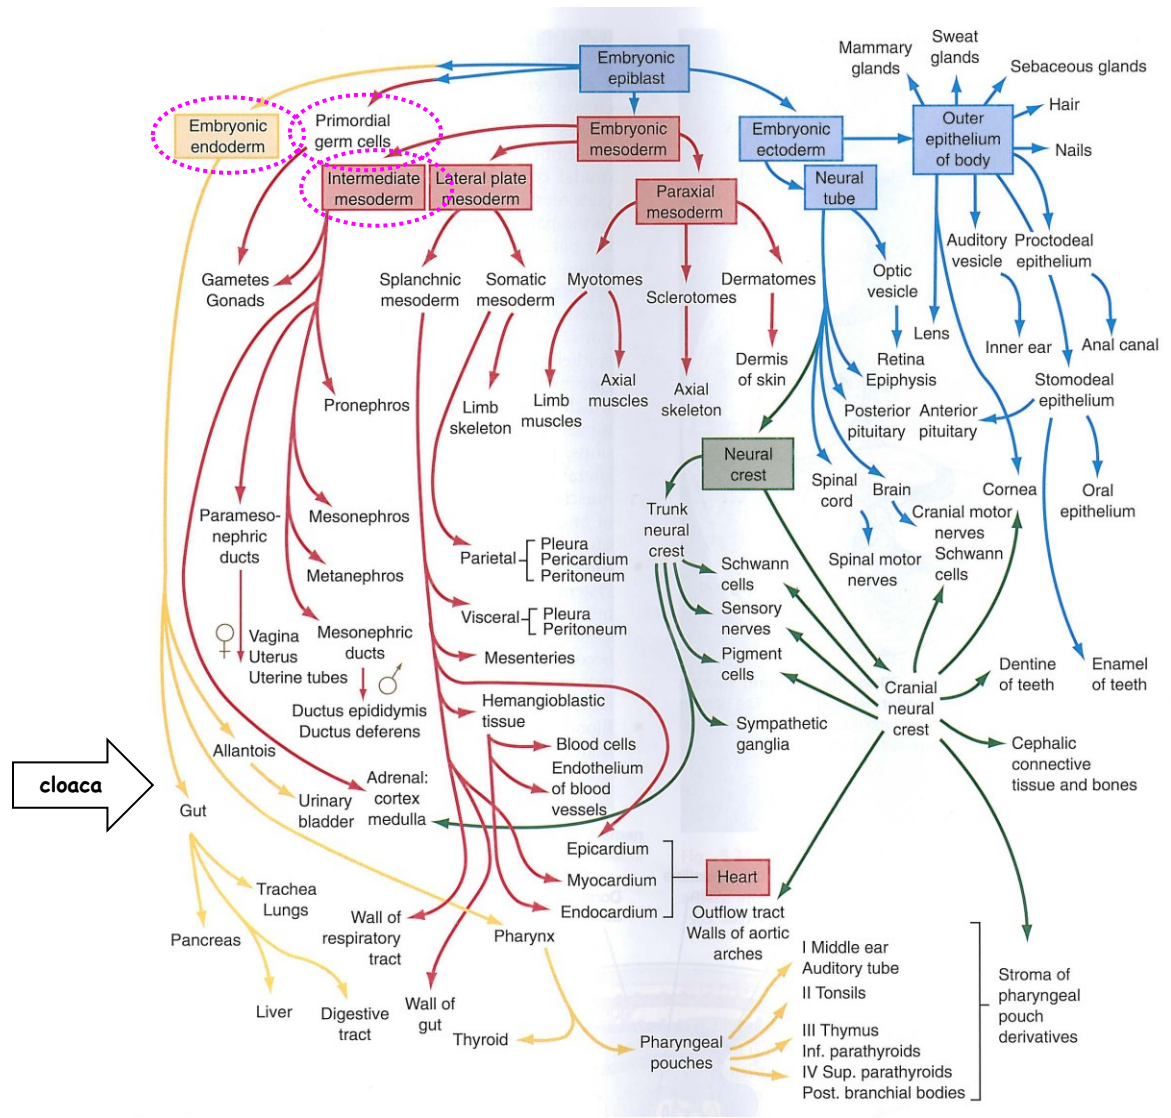 Embryonic
epiblast
Mammary
glands
Sweat
glands
Sebaceous glands
Hair
Nails
Outer
epithelium
of body
Embryonic
endoderm
Primordial
germ cells
Embryonic
mesoderm
Embryonic
ectoderm
Intermediate
mesoderm
Lateral plate
mesoderm
Paraxial
mesoderm
Neural
tube
Gametes
Gonads
Splanchnic
mesoderm
Somatic
mesoderm
Myotomes
Sclerotomes
Dermatomes
Optic
vesicle
Auditory
vesicle
Proctodeal
epithelium
Lens
Inner ear
Anal canal
Pronephros
Limb
skeleton
Limb
muscles
Axial
muscles
Axial
skeleton
Dermis
of skin
Retina
Epiphysis
Posterior
pituitary
Anterior
pituitary
Stomodeal
epithelium
Neural
crest
Spinal
cord
Brain
Cornea
Oral
epithelium
Cranial motor
nerves
Schwann
cells
Spinal motor
nerves
Parameso-
nephric
ducts
Mesonephros
Metanephros
Trunk
neural
crest
Parietal
Pleura
Pericardium
Peritoneum
Visceral
Pleura
Peritoneum
Schwann
cells
Sensory
nerves
Pigment
cells
♀
Vagina
Uterus
Uterine tubes
Mesonephric
ducts
♂
Ductus epididymis
Ductus deferens
Mesenteries
Hemangioblastic
tissue
Sympathetic
ganglia
Cranial
neural
crest
Dentine
of teeth
Enamel
of teeth
Cephalic
connective
tissue and bones
cloaca
Allantois
Gut
Urinary
bladder
Adrenal:
cortex
medulla
Blood cells
Endothelium
of blood
vessels
Epicardium
Myocardium
Endocardium
Heart
Outflow tract
Walls of aortic
arches
Trachea
Lungs
Pancreas
Liver
Digestive
tract
Wall of
respiratory
tract
Wall of
gut
Pharynx
Thyroid
Pharyngeal
pouches
I Middle ear
Auditory tube
II Tonsils
III Thymus
Inf. parathyroids
IV Sup. parathyroids
Post. branchial bodies
Stroma of
pharyngeal
pouch
derivatives